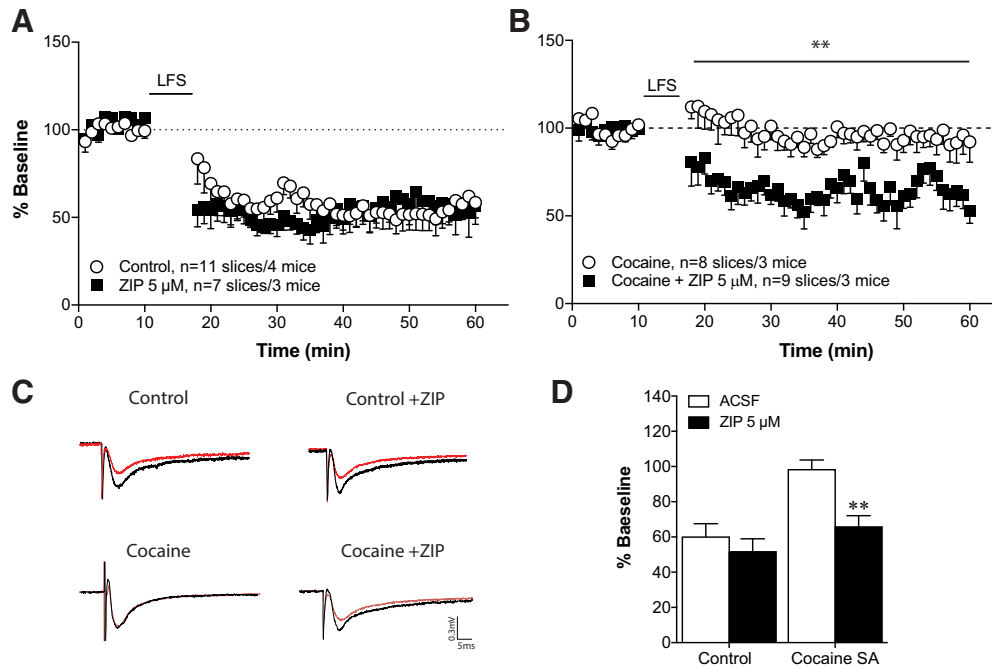 A
150
100
50
0
% Baseline
LFS
Control, n=11 slices/4 mice
ZIP 5 µM, n=7 slices/3 mice
0 10 20 30 40 50 60
Time (min)
B
150
100
50
0
**
LFS
Cocaine, n=8 slices/3 mice
Cocaine + ZIP 5 µM, n=9 slices/3 mice
0 10 20 30 40 50 60
Time (min)
C
Control
Control +ZIP
Cocaine
Cocaine +ZIP
0.3mV
5ms
D
140
120
100
80
60
40
20
0
% Baeseline
ACSF
ZIP 5 µM
**
Control
Cocaine SA